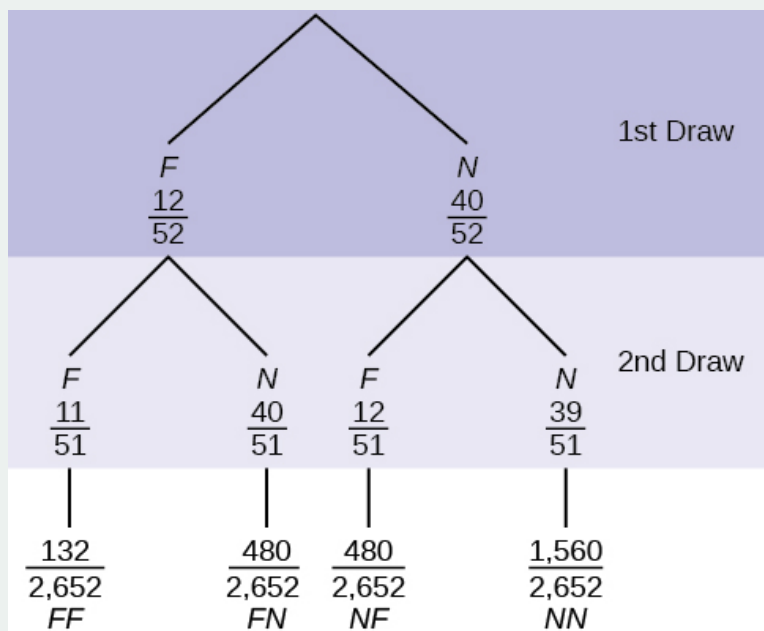 1st Draw
F N
12/52 40/52
2nd Draw
F N F N
11/51 40/51 12/51 39/51
132/2,652 480/2,652 480/2,652 1,560/2,652
FF FN NF NN